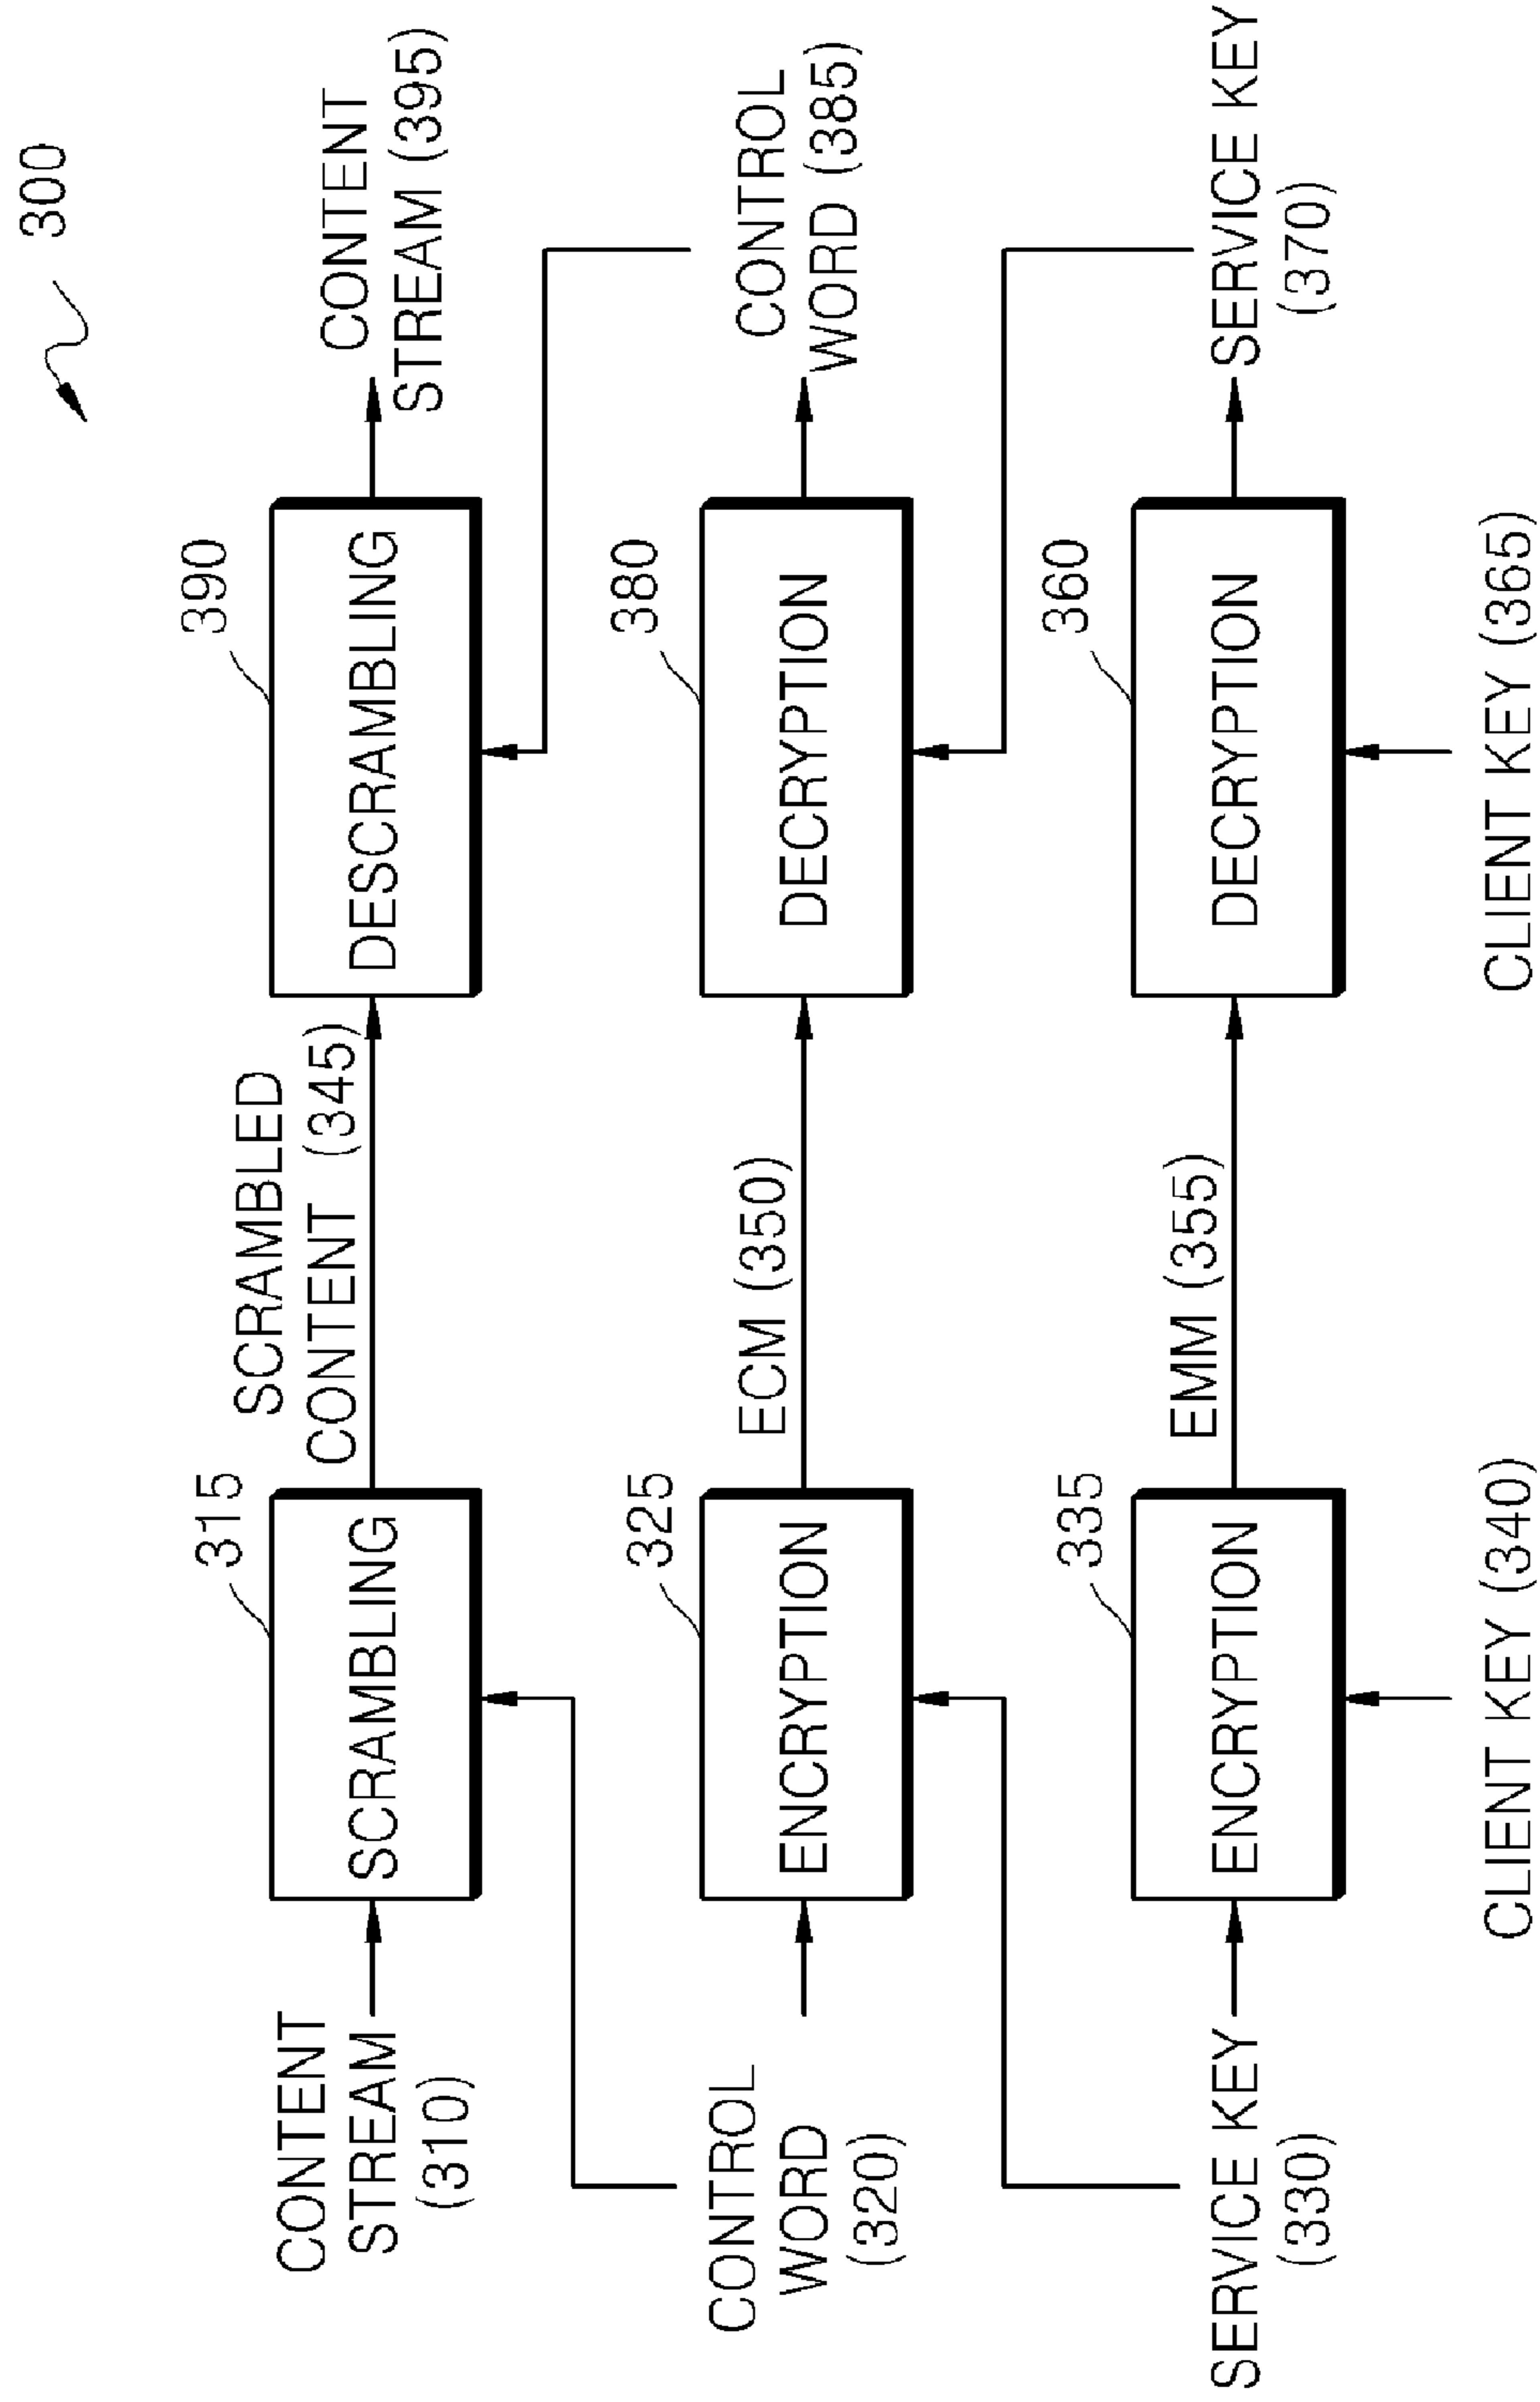 300
390
CONTENT
STREAM (395)
SCRAMBLED
CONTENT (345)
315
DESCRAMBLING
SCRAMBLING
CONTENT
STREAM
(310)
380
CONTROL
WORD (385)
ECM (350)
325
DECRYPTION
ENCRYPTION
CONTROL
WORD
(320)
360
SERVICE KEY
(370)
EMM (355)
335
DECRYPTION
ENCRYPTION
SERVICE KEY
(330)
CLIENT KEY (340)
CLIENT KEY (365)